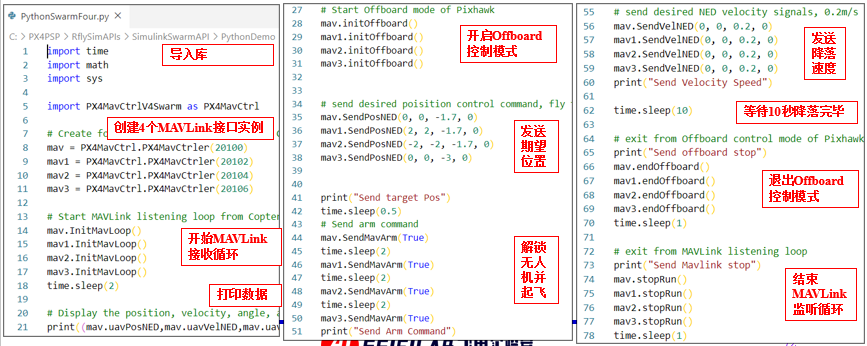 PythonSwarmFour.py ×
C: > PX4PSP > RflySimAPIs > SimulinkSwarmAPI > PythonDemo
1 import time
2 import math
3 import sys
4
5 import PX4MavCtrlV4Swarm as PX4MavCtrl
6
7 # Create fo
8 mav = PX4MavCtrl.PX4MavCtrler(20100)
9 mav1 = PX4MavCtrl.PX4MavCtrler(20102)
10 mav2 = PX4MavCtrl.PX4MavCtrler(20104)
11 mav3 = PX4MavCtrl.PX4MavCtrler(20106)
12
13 # Start MAVLink listening loop from Copter
14 mav.InitMavLoop()
15 mav1.InitMavLoop()
16 mav2.InitMavLoop()
17 mav3.InitMavLoop()
18 time.sleep(2)
19
20 # Display the position, velocity, angle, a
21 print((mav.uavPosNED,mav.uavVelNED,mav.uav
导入库
创建4个MAVLink接口实例
开始MAVLink
接收循环
打印数据
27 # Start Offboard mode of Pixhawk
28 mav.initOffboard()
29 mav1.initOffboard()
30 mav2.initOffboard()
31 mav3.initOffboard()
32
33
34 # send desired poisition control command, fly
35 mav.SendPosNED(0, 0, -1.7, 0)
36 mav1.SendPosNED(2, 2, -1.7, 0)
37 mav2.SendPosNED(-2, -2, -1.7, 0)
38 mav3.SendPosNED(0, 0, -3, 0)
39
40
41 print("Send target Pos")
42 time.sleep(0.5)
43 # Send arm command
44 mav.SendMavArm(True)
45 time.sleep(2)
46 mav1.SendMavArm(True)
47 time.sleep(2)
48 mav2.SendMavArm(True)
49 time.sleep(2)
50 mav3.SendMavArm(True)
51 print("Send Arm Command")
开启Offboard
控制模式
发送
期望
位置
解锁
无人
机并
起飞
55 # send desired NED velocity signals, 0.2m/s
56 mav.SendVelNED(0, 0, 0.2, 0)
57 mav1.SendVelNED(0, 0, 0.2, 0)
58 mav2.SendVelNED(0, 0, 0.2, 0)
59 mav3.SendVelNED(0, 0, 0.2, 0)
60 print("Send Velocity Speed")
61
62 time.sleep(10)
63
64 # exit from Offboard control mode of Pixhawk
65 print("Send offboard stop")
66 mav.endOffboard()
67 mav1.endOffboard()
68 mav2.endOffboard()
69 mav3.endOffboard()
70 time.sleep(1)
71
72 # exit from MAVLink listening loop
73 print("Send Mavlink stop")
74 mav.stopRun()
75 mav1.stopRun()
76 mav2.stopRun()
77 mav3.stopRun()
78 time.sleep(1)
发送
降落
速度
等待10秒降落完毕
退出Offboard
控制模式
结束
MAVLink
监听循环